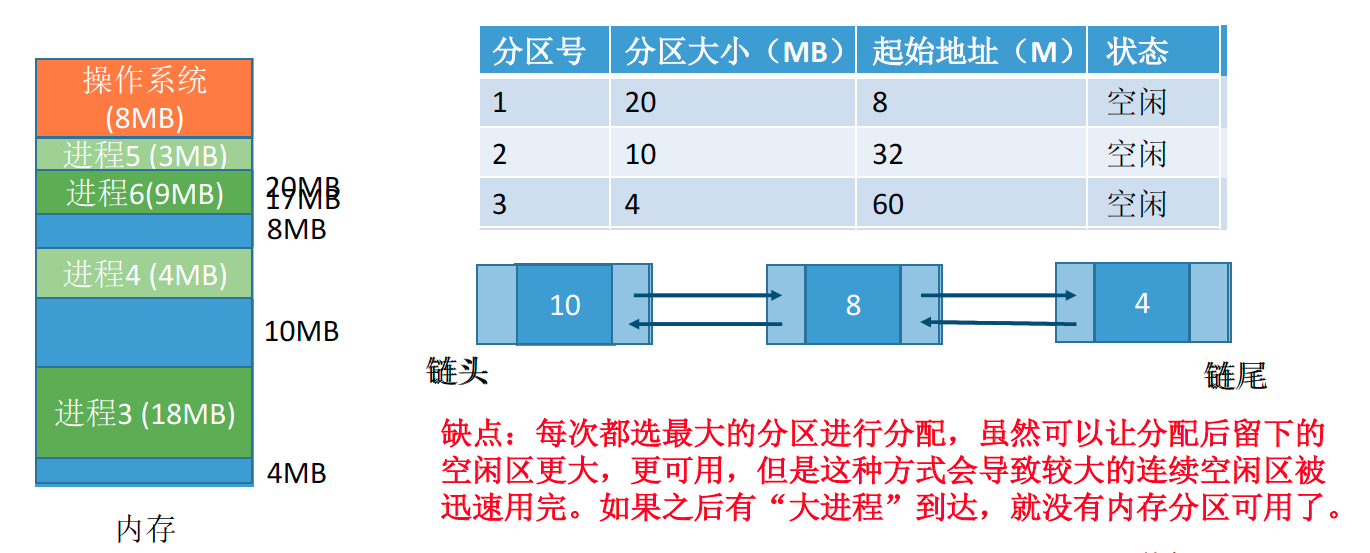 操作系统
(8MB)
进程5 (3MB)
进程6(9MB)
20MB
17MB
8MB
进程4 (4MB)
10MB
进程3 (18MB)
4MB
内存
分区号 分区大小（MB） 起始地址（M） 状态
1 20 8 空闲
2 10 32 空闲
3 4 60 空闲
10 8 4
链头
链尾
缺点：每次都选最大的分区进行分配，虽然可以让分配后留下的
空闲区更大，更可用，但是这种方式会导致较大的连续空闲区被
迅速用完。如果之后有“大进程”到达，就没有内存分区可用了。